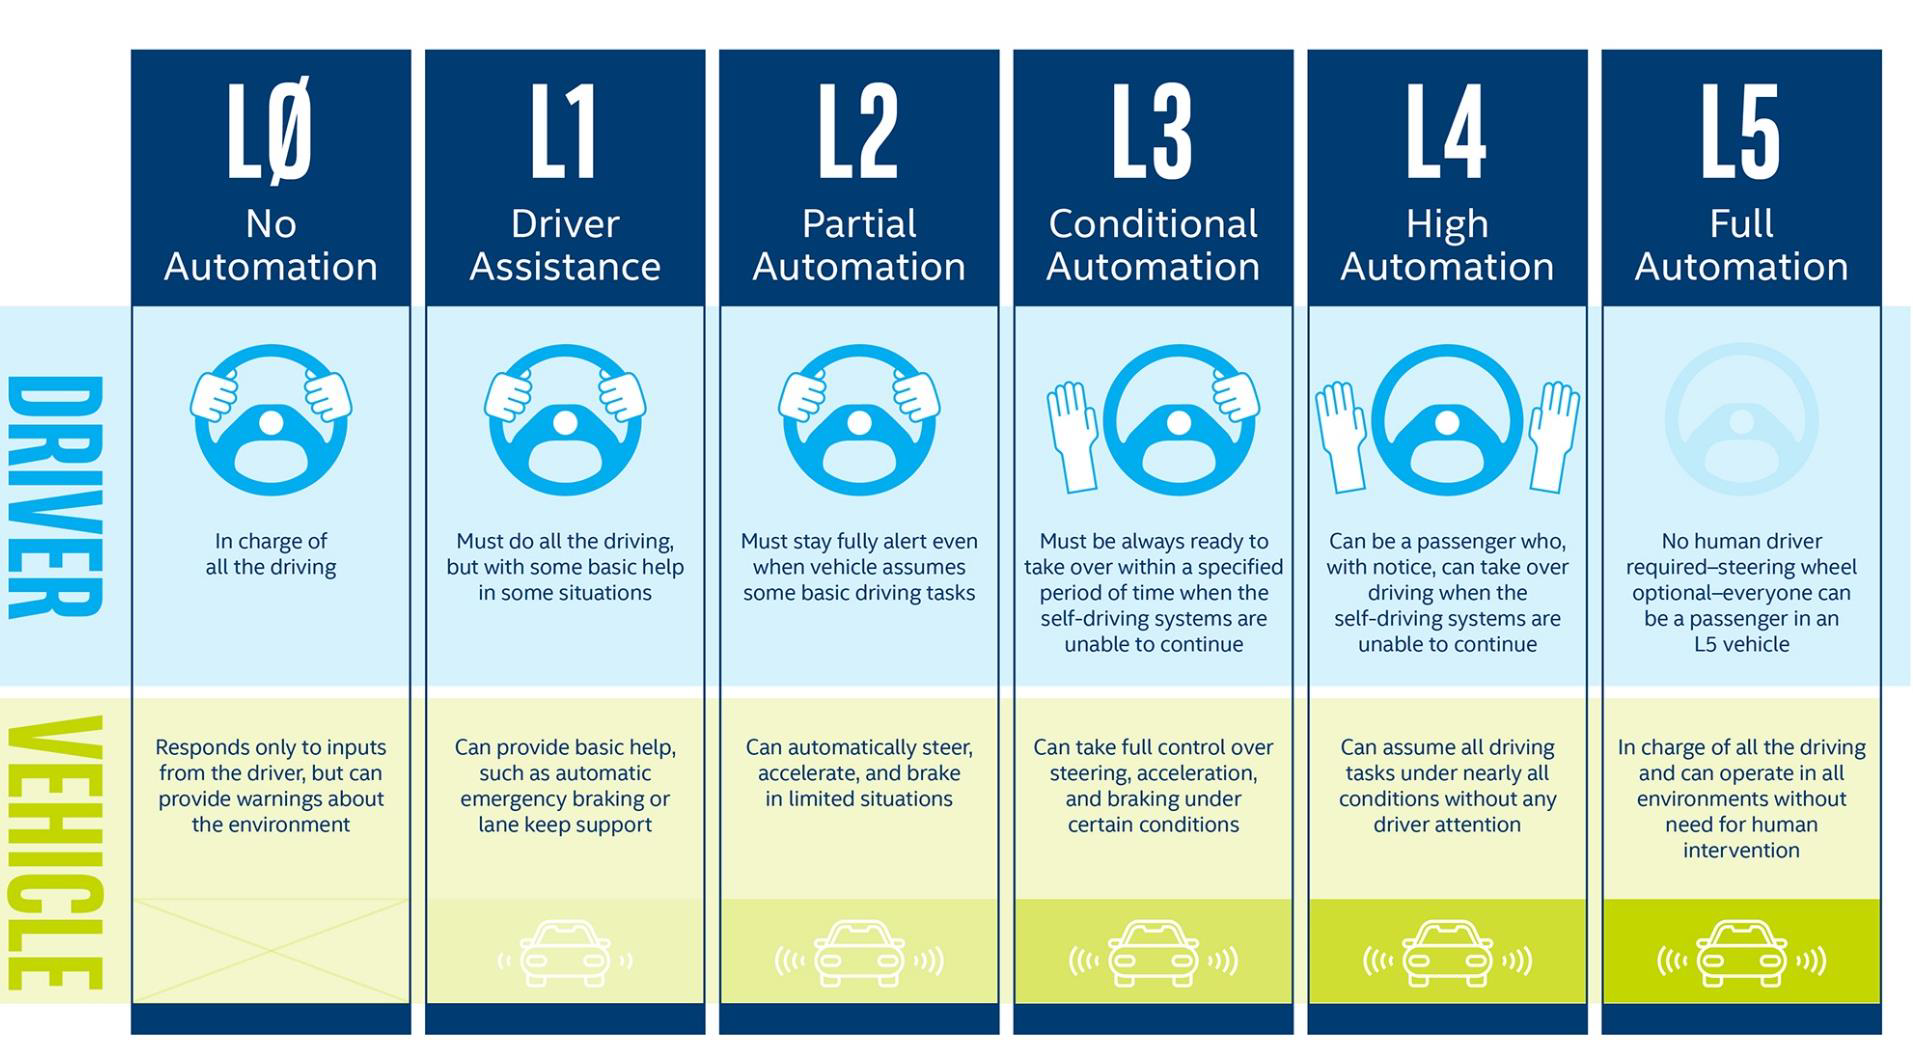 LØ
No
Automation
L1
Driver
Assistance
L2
Partial
Automation
L3
Conditional
Automation
L4
High
Automation
L5
Full
Automation
DRIVER
In charge of
all the driving
Must do all the driving,
but with some basic help
in some situations
Must stay fully alert even
when vehicle assumes
some basic driving tasks
Must be always ready to
take over within a specified
period of time when the
self-driving systems are
unable to continue
Can be a passenger who,
with notice, can take over
driving when the
self-driving systems are
unable to continue
No human driver
required–steering wheel
optional–everyone can
be a passenger in an
L5 vehicle
VEHICLE
Responds only to inputs
from the driver, but can
provide warnings about
the environment
Can provide basic help,
such as automatic
emergency braking or
lane keep support
Can automatically steer,
accelerate, and brake
in limited situations
Can take full control over
steering, acceleration,
and braking under
certain conditions
Can assume all driving
tasks under nearly all
conditions without any
driver attention
In charge of all the driving
and can operate in all
environments without
need for human
intervention